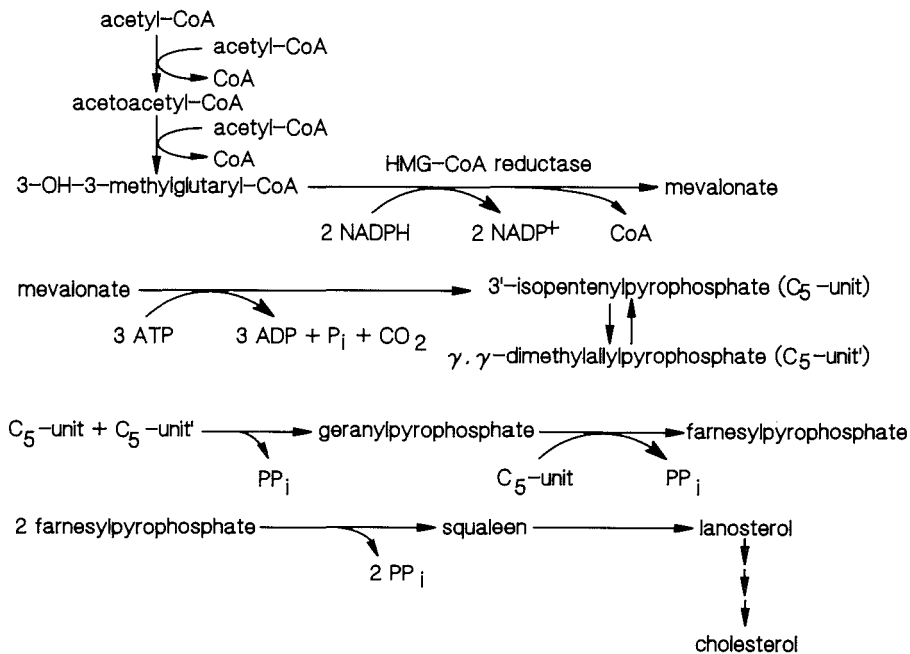 acetyl-CoA
acetyl-CoA
CoA
acetoacetyl-CoA
acetyl-CoA
CoA
HMG-CoA reductase
3-OH-3-methylglutaryl-CoA
mevalonate
2 NADPH
2 NADP+
CoA
mevalonate
3'-isopentenylpyrophosphate (C5-unit)
3 ATP
3 ADP + Pi + CO2
γ,γ-dimethylallylpyrophosphate (C5-unit')
C5-unit + C5-unit'
geranylpyrophosphate
farnesylpyrophosphate
PPi
C5-unit
PPi
2 farnesylpyrophosphate
squaleen
lanosterol
2 PPi
cholesterol